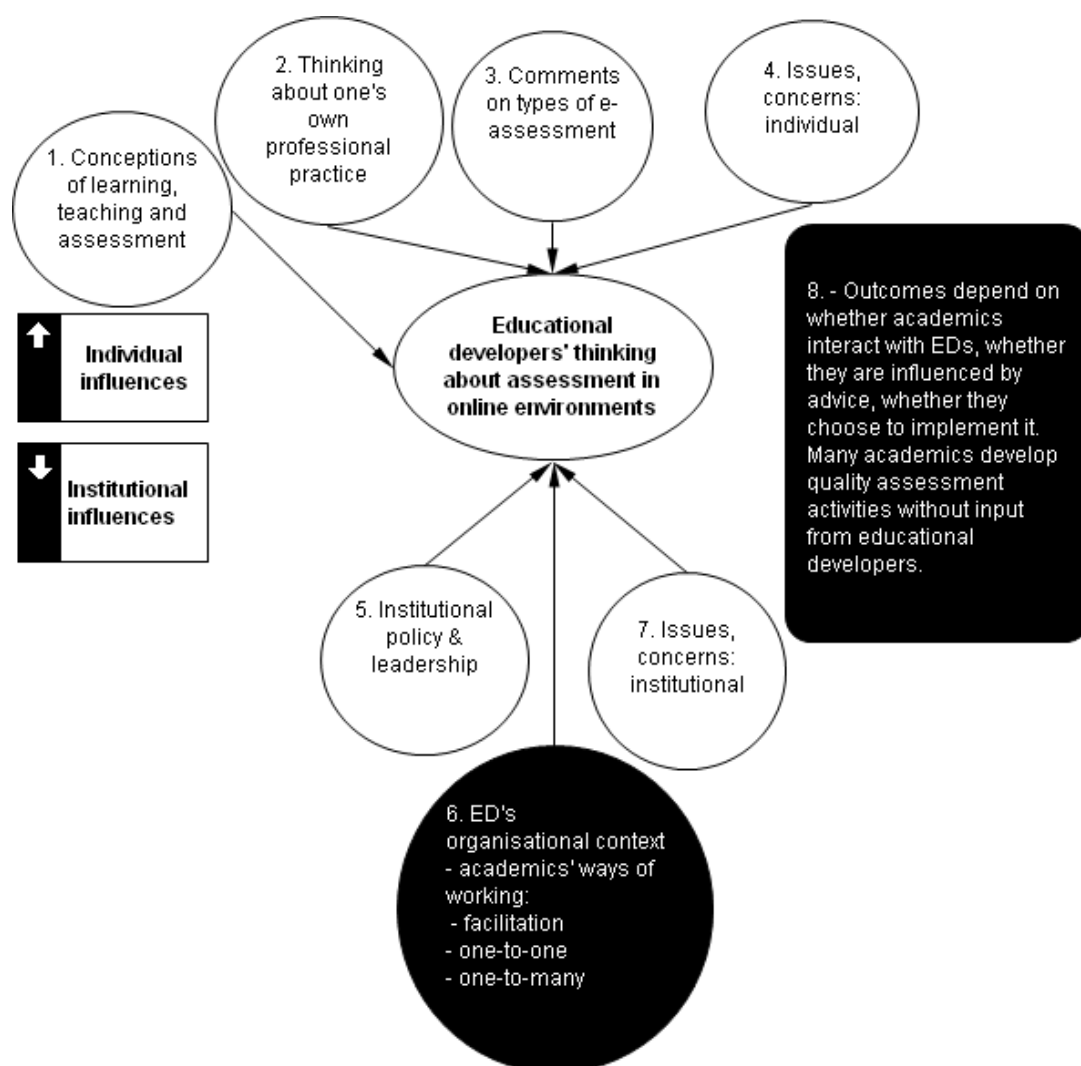 1. Conceptions
of learning,
teaching and
assessment
2. Thinking
about one's
own
professional
practice
3. Comments
on types of e-
assessment
4. Issues,
concerns:
individual
Individual
influences
Institutional
influences
Educational
developers' thinking
about assessment in
online environments
8. - Outcomes depend on
whether academics
interact with EDs, whether
they are influenced by
advice, whether they
choose to implement it.
Many academics develop
quality assessment
activities without input
from educational
developers.
5. Institutional
policy &
leadership
7. Issues,
concerns:
institutional
6. ED's
organisational context
- academics' ways of
working:
- facilitation
- one-to-one
- one-to-many